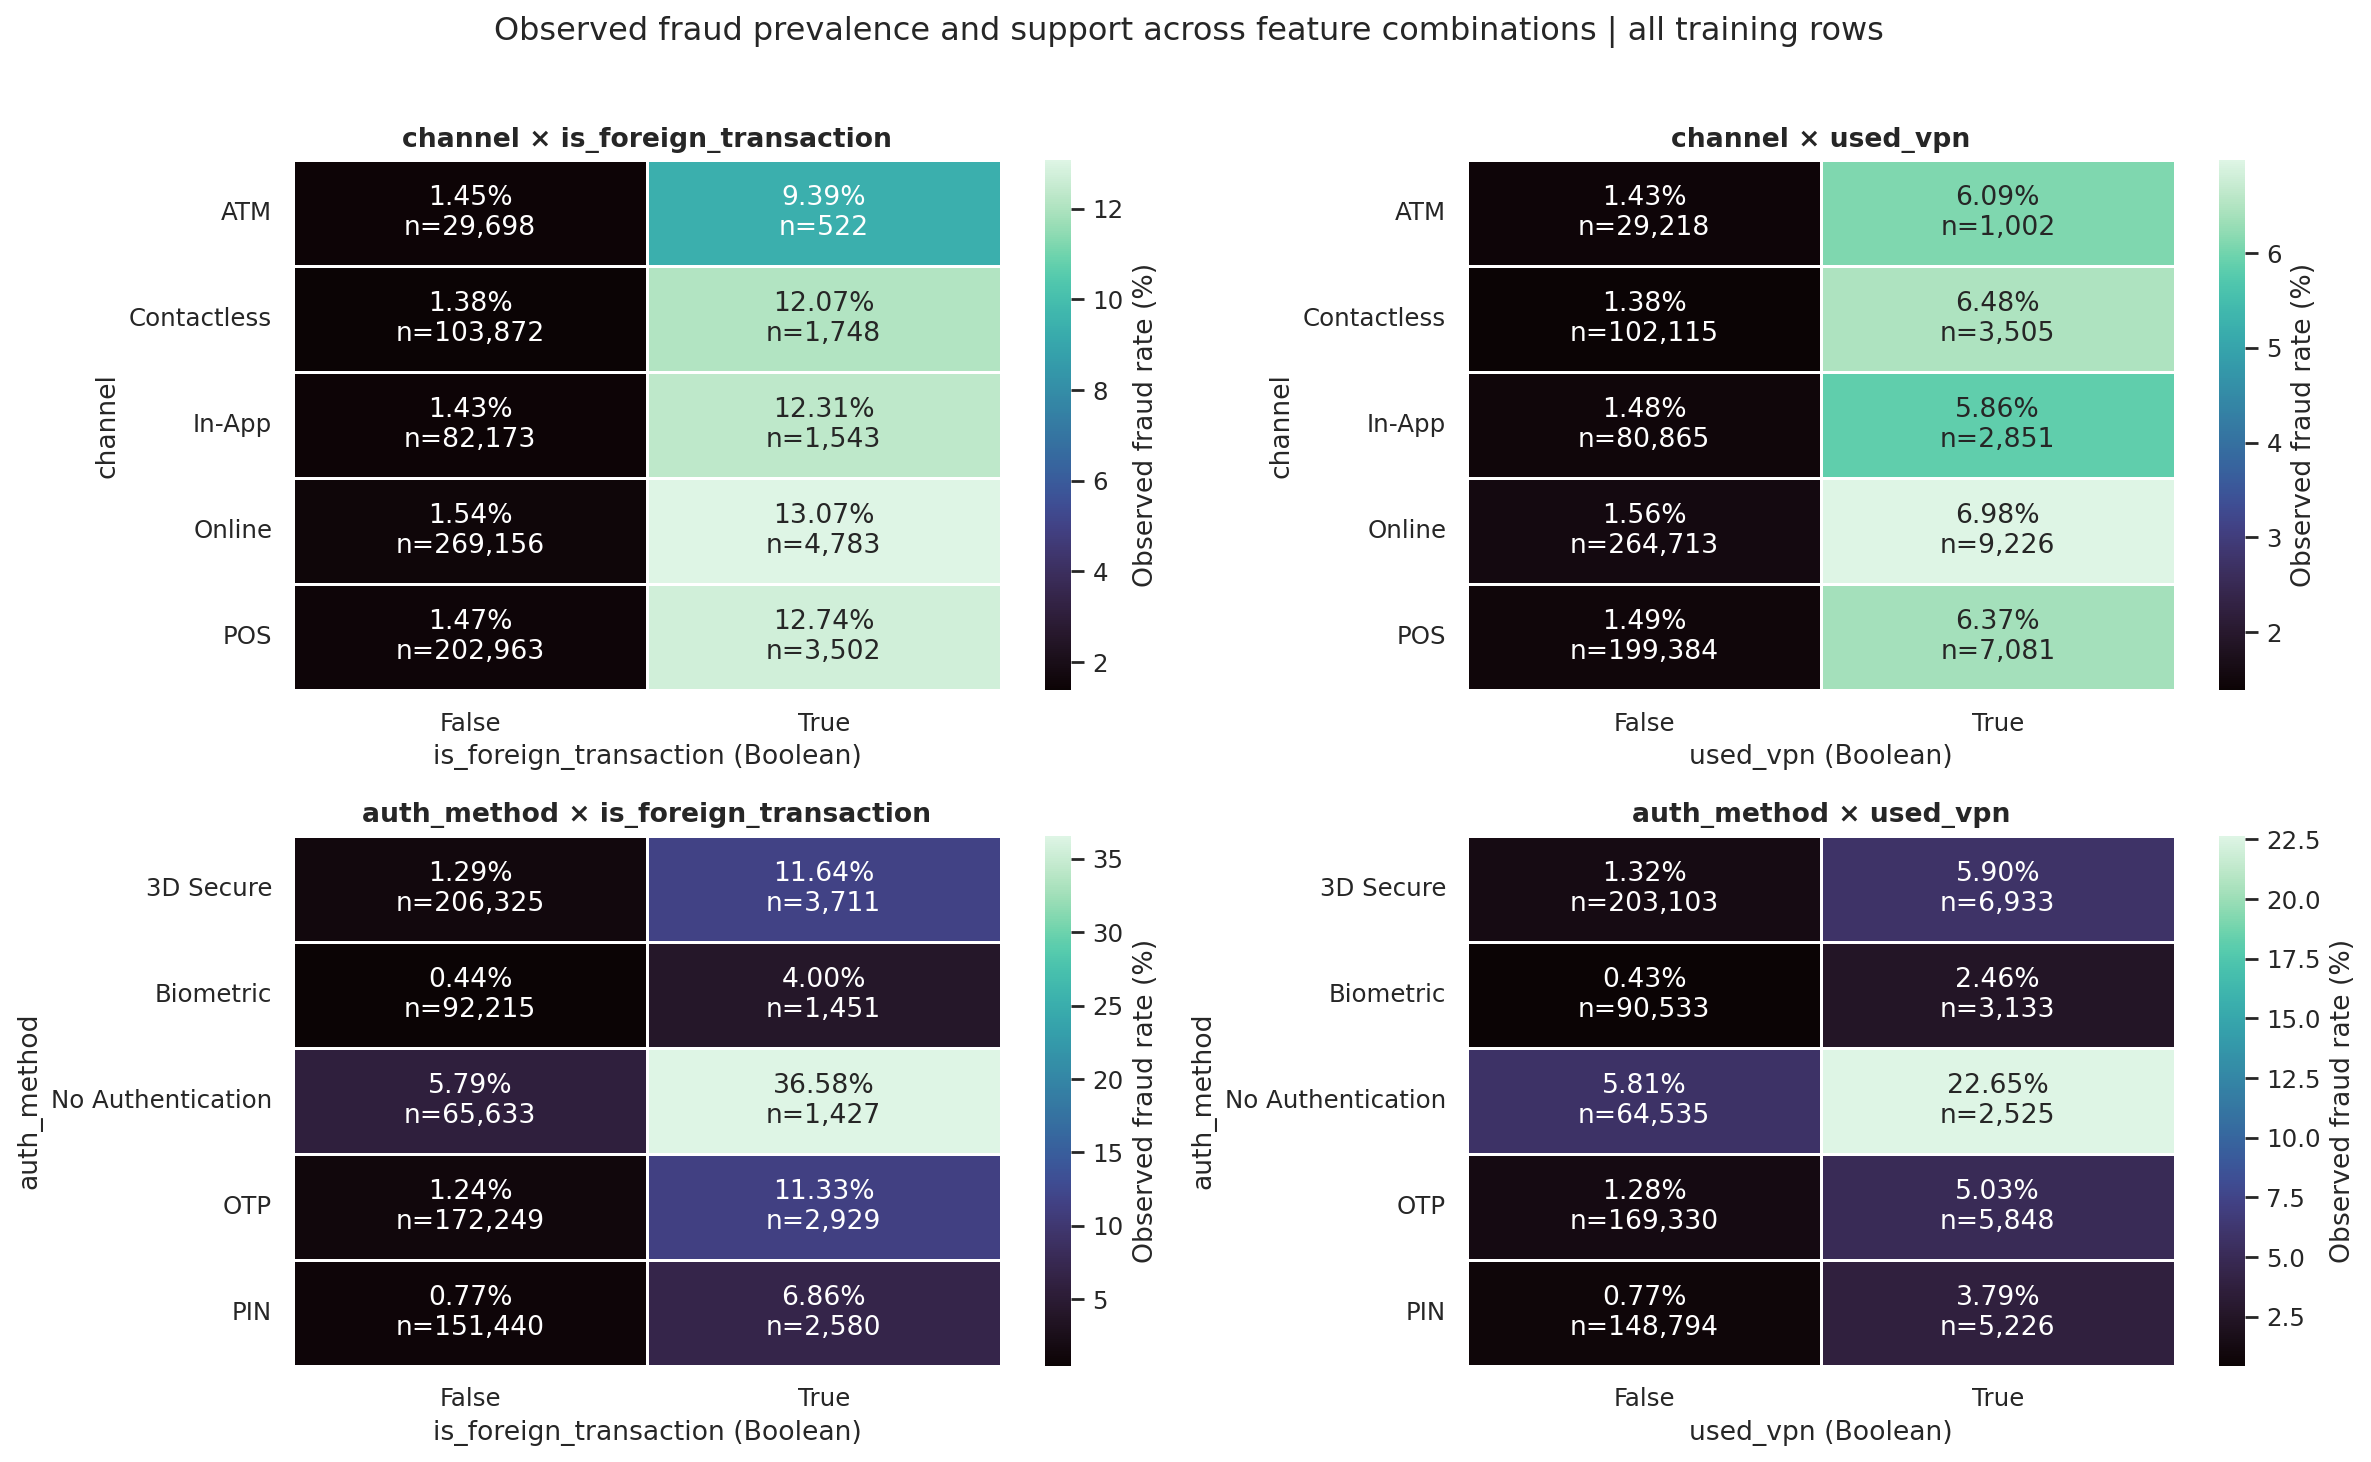 Observed fraud prevalence and support across feature combinations | all training rows
channel × is_foreign_transaction
channel
ATM
1.45%
n=29,698
9.39%
n=522
Contactless
1.38%
n=103,872
12.07%
n=1,748
In-App
1.43%
n=82,173
12.31%
n=1,543
Online
1.54%
n=269,156
13.07%
n=4,783
POS
1.47%
n=202,963
12.74%
n=3,502
False
True
is_foreign_transaction (Boolean)
12
10
8
6
4
2
Observed fraud rate (%)
channel × used_vpn
channel
ATM
1.43%
n=29,218
6.09%
n=1,002
Contactless
1.38%
n=102,115
6.48%
n=3,505
In-App
1.48%
n=80,865
5.86%
n=2,851
Online
1.56%
n=264,713
6.98%
n=9,226
POS
1.49%
n=199,384
6.37%
n=7,081
False
True
used_vpn (Boolean)
6
5
4
3
2
Observed fraud rate (%)
auth_method × is_foreign_transaction
auth_method
3D Secure
1.29%
n=206,325
11.64%
n=3,711
Biometric
0.44%
n=92,215
4.00%
n=1,451
No Authentication
5.79%
n=65,633
36.58%
n=1,427
OTP
1.24%
n=172,249
11.33%
n=2,929
PIN
0.77%
n=151,440
6.86%
n=2,580
False
True
is_foreign_transaction (Boolean)
35
30
25
20
15
10
5
Observed fraud rate (%)
auth_method × used_vpn
auth_method
3D Secure
1.32%
n=203,103
5.90%
n=6,933
Biometric
0.43%
n=90,533
2.46%
n=3,133
No Authentication
5.81%
n=64,535
22.65%
n=2,525
OTP
1.28%
n=169,330
5.03%
n=5,848
PIN
0.77%
n=148,794
3.79%
n=5,226
False
True
used_vpn (Boolean)
22.5
20.0
17.5
15.0
12.5
10.0
7.5
5.0
2.5
Observed fraud rate (%)